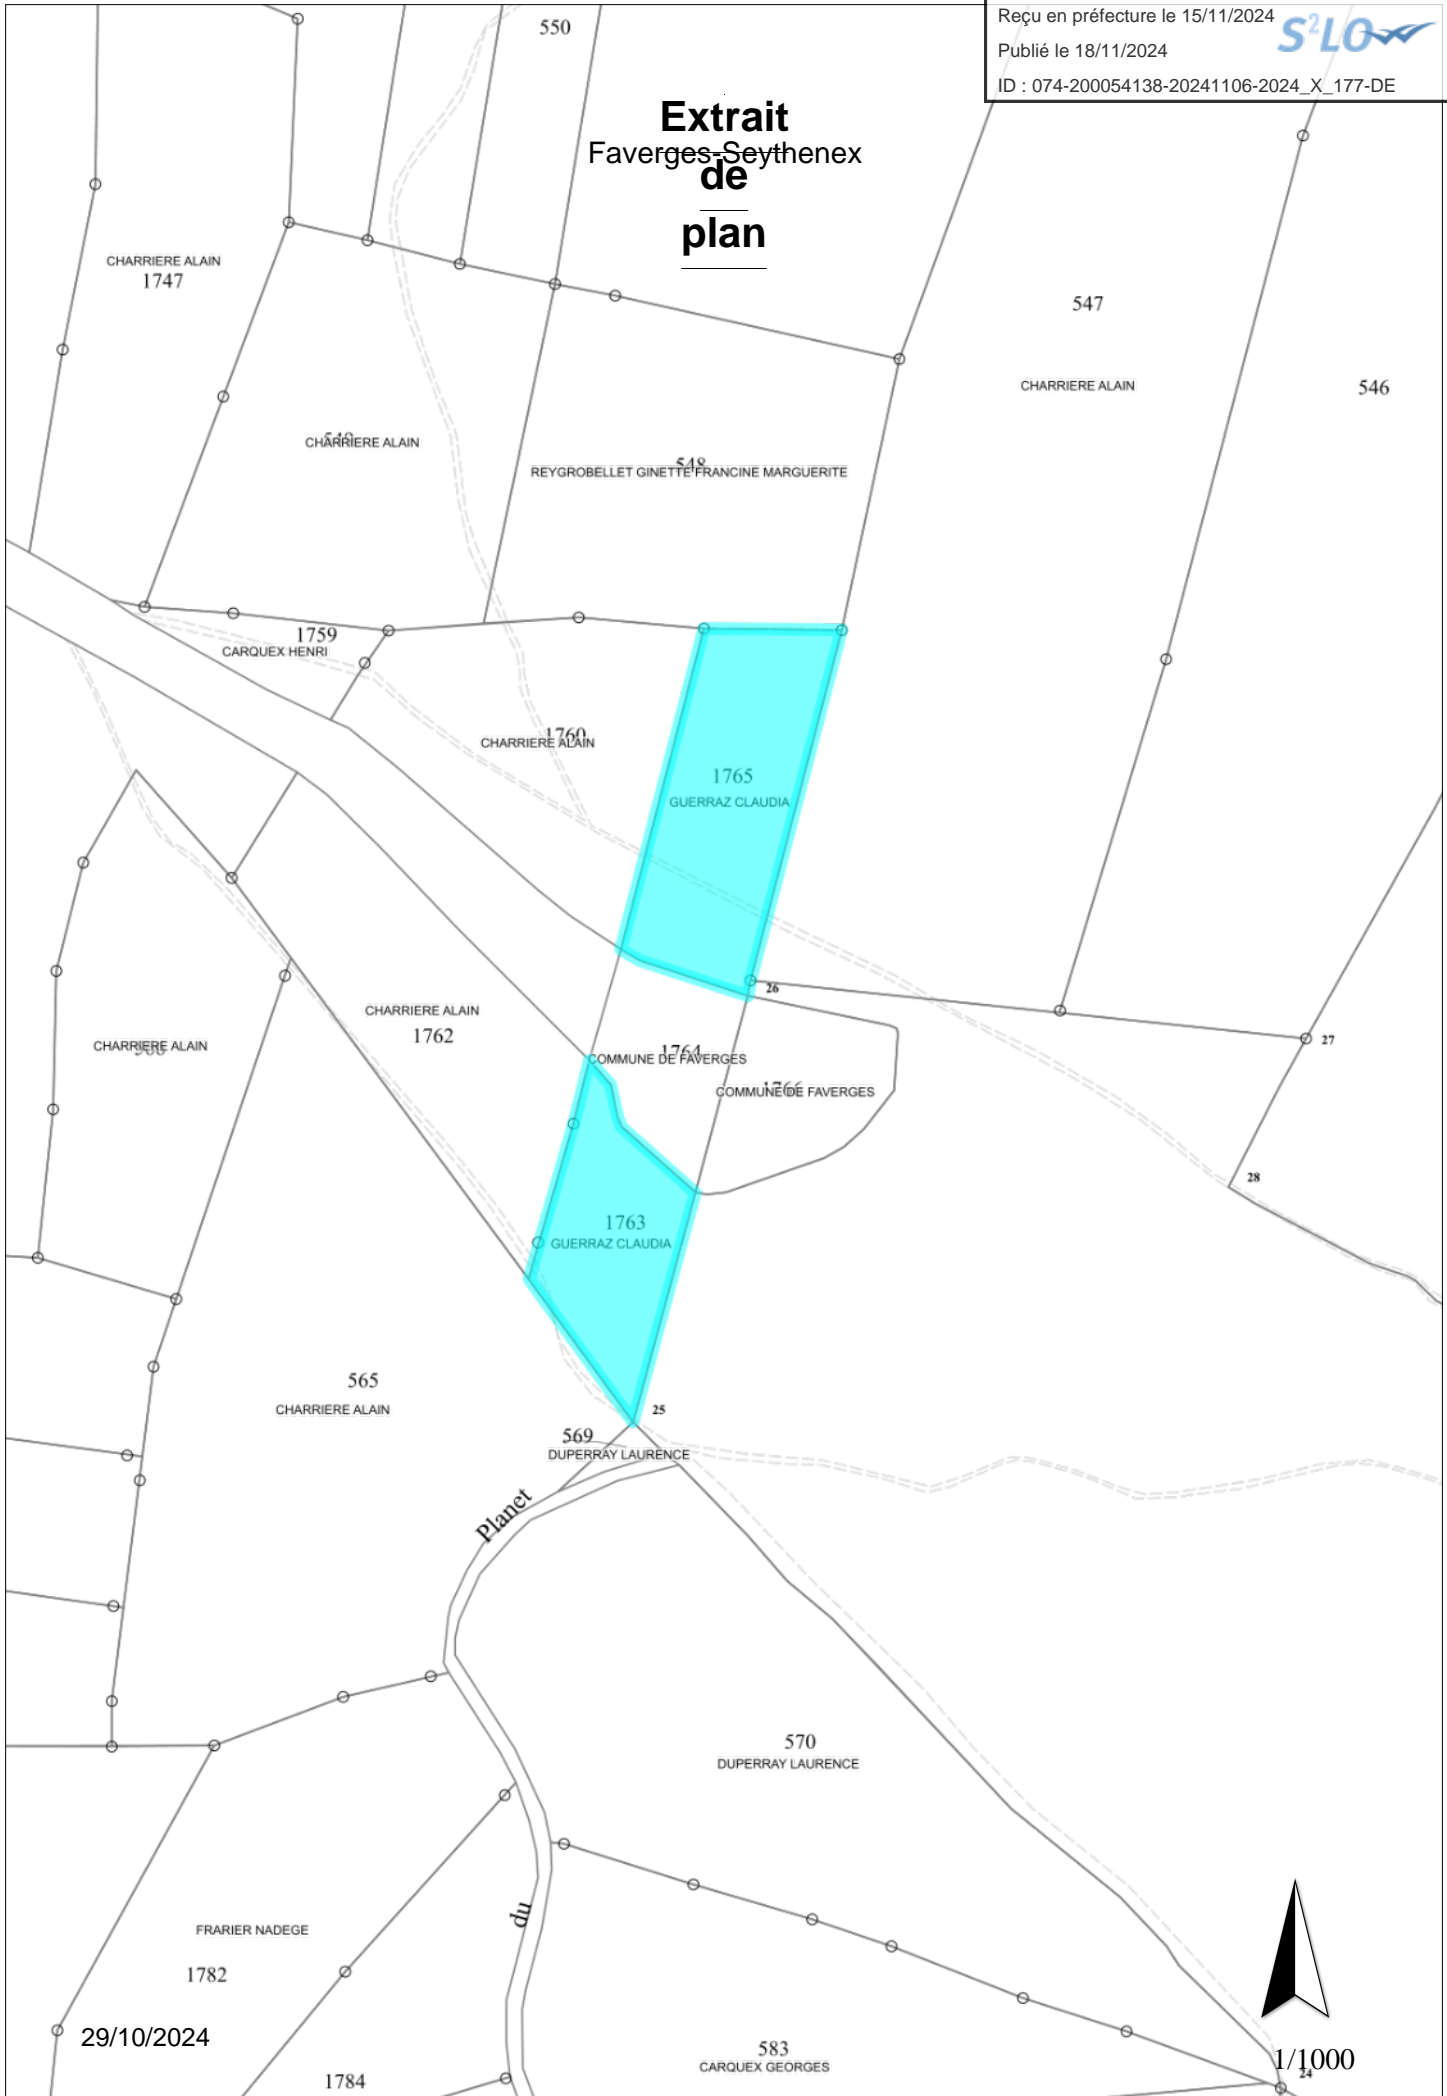 Reçu en préfecture le 15/11/2024
S²LO
Publié le 18/11/2024
ID : 074-200054138-20241106-2024_X_177-DE
550
Extrait
Faverges-Seythenex
de
plan
CHARRIERE ALAIN
1747
547
CHARRIERE ALAIN
546
CHARRIERE ALAIN
548
REYGROBELLET GINETTE FRANCINE MARGUERITE
1759
CARQUEX HENRI
1760
CHARRIERE ALAIN
1765
GUERRAZ CLAUDIA
26
CHARRIERE ALAIN
1762
CHARRIERE ALAIN
27
1764
COMMUNE DE FAVERGES
1766
COMMUNE DE FAVERGES
28
1763
GUERRAZ CLAUDIA
565
CHARRIERE ALAIN
25
569
DUPERRAY LAURENCE
Planet
570
DUPERRAY LAURENCE
du
FRARIER NADEGE
1782
29/10/2024
583
CARQUEX GEORGES
1/1000
24
1784